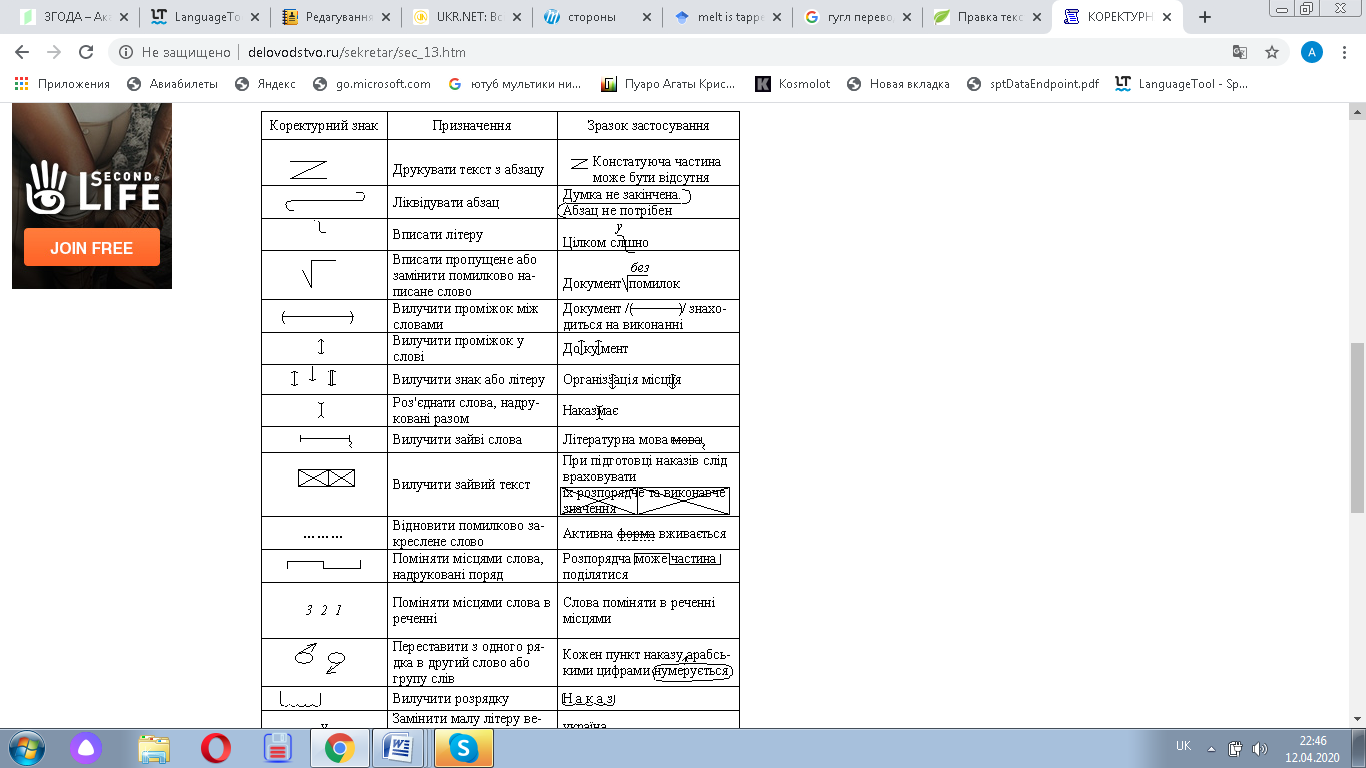 ЗГОДА – Ака
LanguageTo
Редагування
UKR.NET: Вс
стороны
melt is tappe
гугл перево
Правка текс
КОРЕКТУРН
Не защищено | delovodstvo.ru/sekretar/sec_13.htm
A
Приложения
Авиабилеты
Яндекс
go.microsoft.com
ютуб мультики ни...
Пуаро Агаты Крис...
Kosmolot
Новая вкладка
sptDataEndpoint.pdf
LanguageTool - Sp...
SECOND
LIFE
JOIN FREE
Коректурний знак
Призначення
Зразок застосування
Друкувати текст з абзацу
Констатуюча частина
може бути відсутня
Ліквідувати абзац
Думка не закінчена.
Абзац не потрібен
Вписати літеру
у
Цілком слшно
Вписати пропущене або
замінити помилково на-
писане слово
без
Документ помилок
Вилучити проміжок між
словами
Документ /( )/ знахо-
диться на виконанні
Вилучити проміжок у
слові
До ку мент
Вилучити знак або літеру
Організзація місція
Роз'єднати слова, надру-
ковані разом
Наказмає
Вилучити зайві слова
Літературна мова мова
Вилучити зайвий текст
При підготовці наказів слід
враховувати
їх розпорядче та виконавче
значення
Відновити помилково за-
креслене слово
Активна форма вживається
Поміняти місцями слова,
надруковані поряд
Розпорядча може частина
поділятися
3 2 1
Поміняти місцями слова в
реченні
Слова поміняти в реченні
місцями
Переставити з одного ря-
дка в другий слово або
групу слів
Кожен пункт наказу арабсь-
кими цифрами нумерується
Вилучити розрядку
Н а к а з
Замінити малу літеру ве-
україна
UK
22:46
12.04.2020